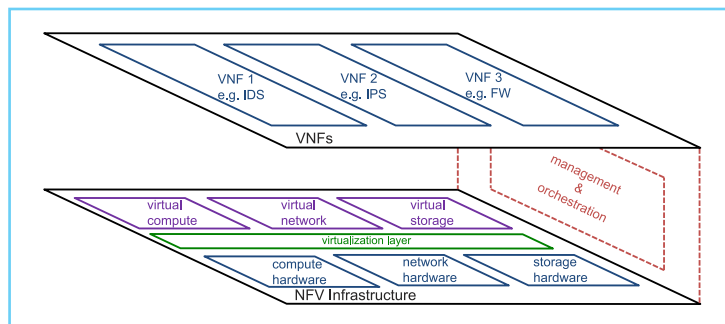 VNF 1
e.g. IDS
VNF 2
e.g. IPS
VNF 3
e.g. FW
VNFs
management
&
orchestration
virtual
compute
virtual
network
virtual
storage
virtualization layer
compute
hardware
network
hardware
storage
hardware
NFV Infrastructure